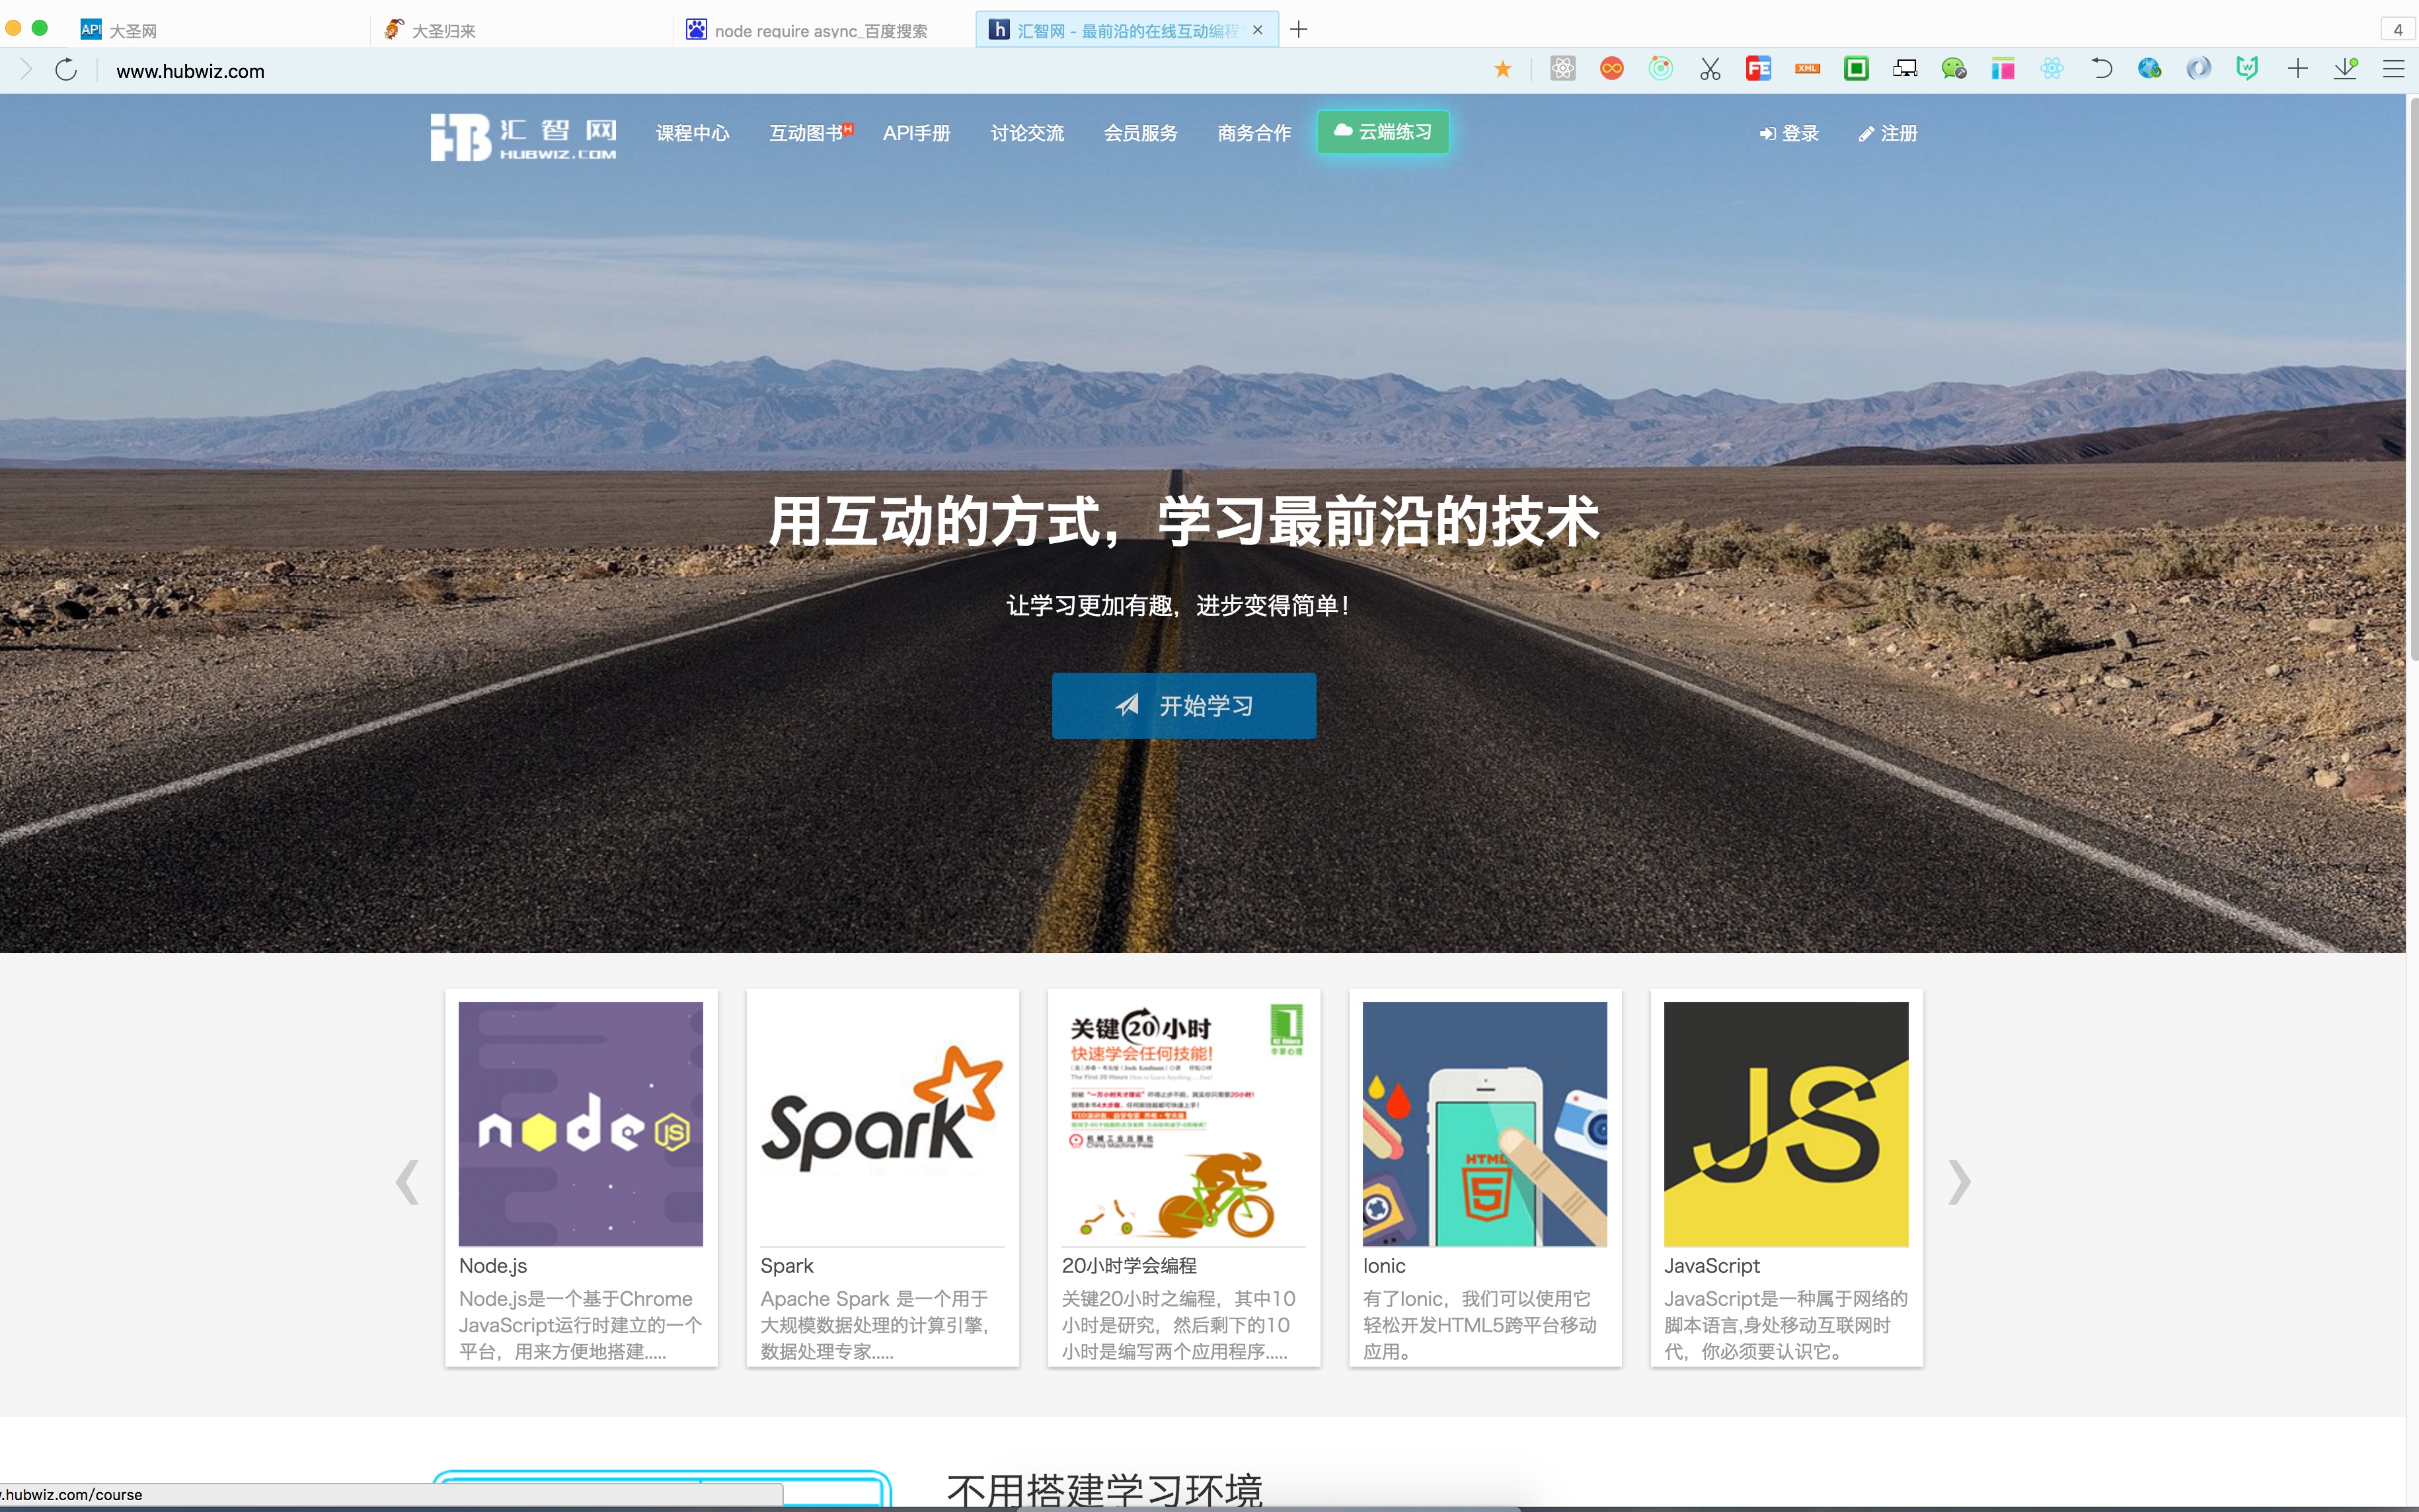 API 大圣网
大圣归来
node require async_百度搜索
h 汇智网 - 最前沿的在线互动编程
4
www.hubwiz.com
FE
XML
汇智网
HUBWIZ.COM
课程中心
互动图书
H
API手册
讨论交流
会员服务
商务合作
云端练习
登录
注册
用互动的方式，学习最前沿的技术
让学习更加有趣，进步变得简单！
开始学习
node JS
Spark
关键20小时
快速学会任何技能！
机械工业出版社
China Machine Press
华章心理
HTML
5
JS
Node.js
Node.js是一个基于Chrome
JavaScript运行时建立的一个
平台，用来方便地搭建.....
Spark
Apache Spark 是一个用于
大规模数据处理的计算引擎，
数据处理专家.....
20小时学会编程
关键20小时之编程，其中10
小时是研究，然后剩下的10
小时是编写两个应用程序.....
Ionic
有了Ionic，我们可以使用它
轻松开发HTML5跨平台移动
应用。
JavaScript
JavaScript是一种属于网络的
脚本语言,身处移动互联网时
代，你必须要认识它。
不用搭建学习环境
.hubwiz.com/course